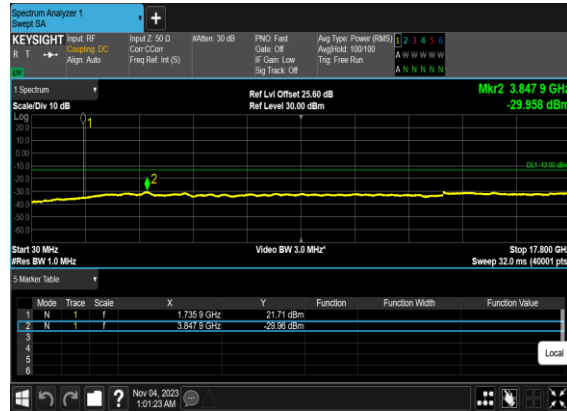 Spectrum Analyzer 1
Swept SA
KEYSIGHT Input: RF Input Z: 50 Ω #Atten: 30 dB PNO: Fast Avg Type: Power (RMS) 1 2 3 4 5 6
R T Coupling: DC Corr CCorr Gate: Off Avg|Hold: 100/100 A W W W W W
Align: Auto Freq Ref: Int (S) IF Gain: Low Trig: Free Run
Sig Track: Off A N N N N N
1 Spectrum Ref Lvl Offset 25.60 dB Mkr2 3.847 9 GHz
Scale/Div 10 dB Ref Level 30.00 dBm -29.958 dBm
Log
20.0 1
10.0
0.00
-10.0 DL1 -13.00 dBm
-20.0 2
-30.0
-40.0
-50.0
-60.0
Start 30 MHz Video BW 3.0 MHz* Stop 17.800 GHz
#Res BW 1.0 MHz Sweep 32.0 ms (40001 pts)
5 Marker Table
Mode Trace Scale X Y Function Function Width Function Value
1 N 1 f 1.735 9 GHz 21.71 dBm
2 N 1 f 3.847 9 GHz -29.96 dBm
3
4
5
6
Local
? Nov 04, 2023
1:01:23 AM